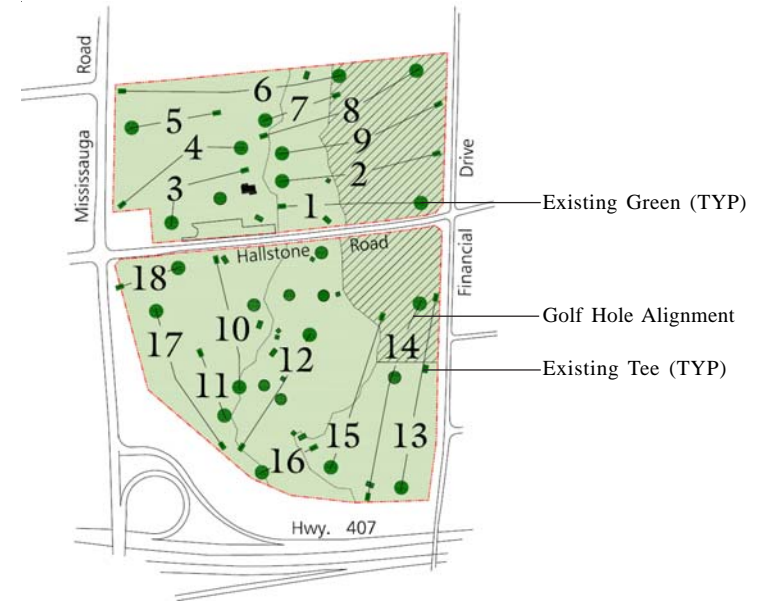 Road
Mississauga
6
7
8
5
9
4
2
3
1
Drive
Existing Green (TYP)
Hallstone Road
Financial
18
10
17
12
14
Golf Hole Alignment
11
Existing Tee (TYP)
15
13
16
Hwy. 407